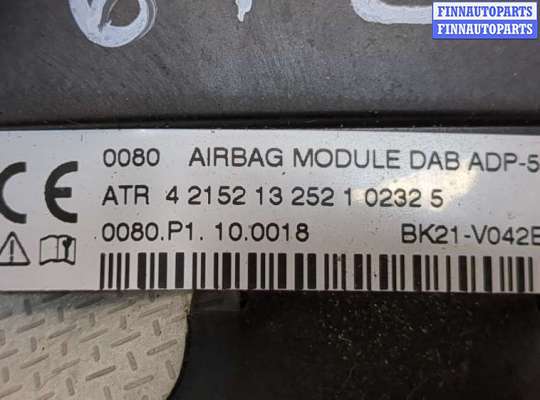 FINNAUTOPARTS
FINNAUTOPARTS
CE 0080 AIRBAG MODULE DAB ADP-5
ATR 4 2152 13 252 1 0232 5
0080.P1. 10.0018 BK21-V042B